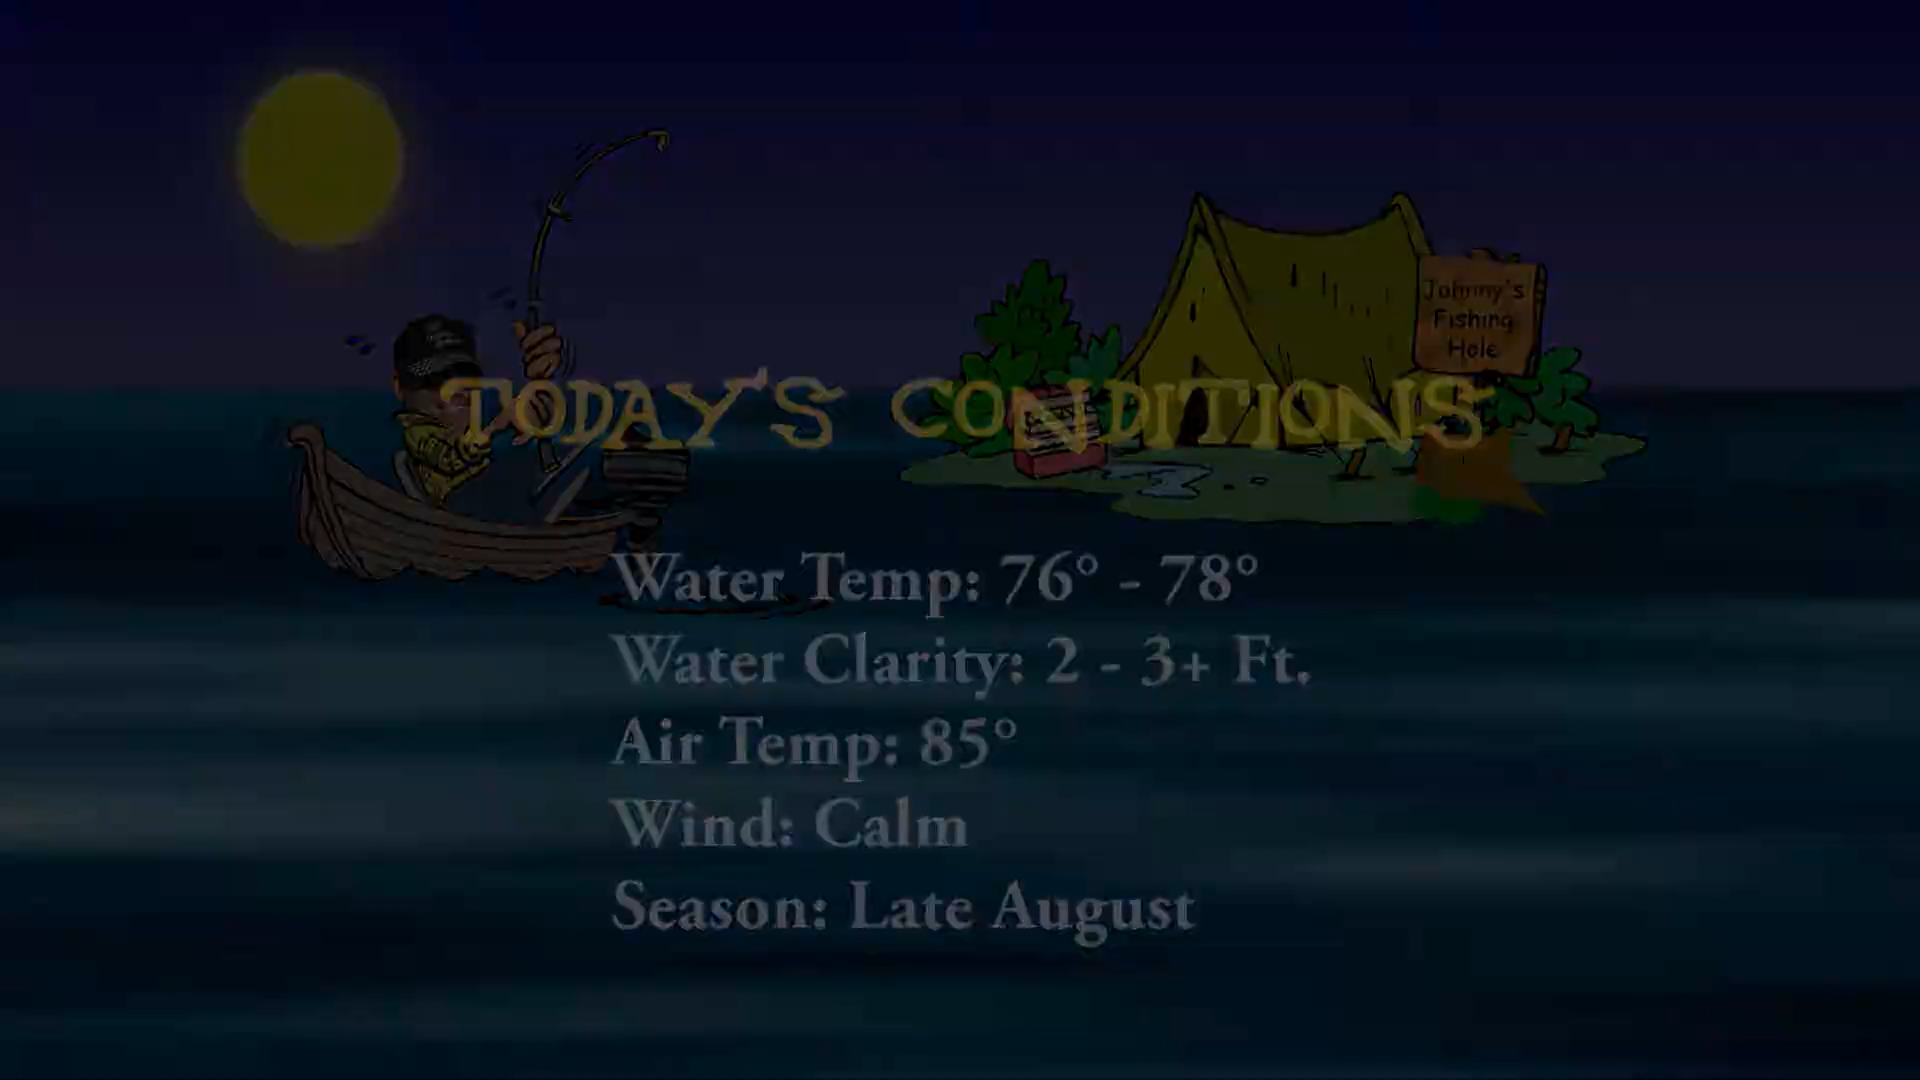 Johnny's
Fishing
Hole
TODAY'S CONDITIONS
Water Temp: 76° - 78°
Water Clarity: 2 - 3+ Ft.
Air Temp: 85°
Wind: Calm
Season: Late August